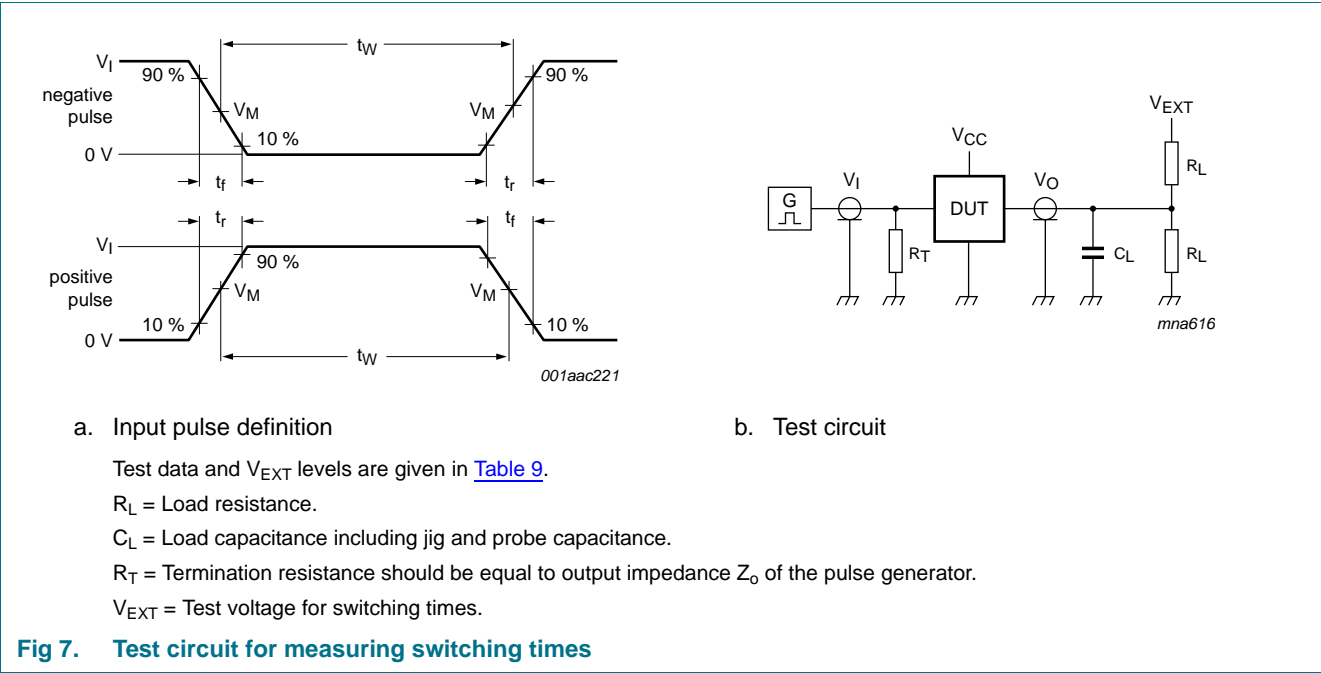 V_I
90 %
negative
pulse
0 V
t_W
V_M
10 %
V_M
90 %
t_f
t_r
t_r
t_f
V_I
positive
pulse
10 %
0 V
90 %
V_M
V_M
10 %
t_W
001aac221
G
V_I
R_T
V_CC
DUT
V_O
C_L
V_EXT
R_L
R_L
mna616
a. Input pulse definition
b. Test circuit
Test data and V_EXT levels are given in Table 9.
R_L = Load resistance.
C_L = Load capacitance including jig and probe capacitance.
R_T = Termination resistance should be equal to output impedance Z_o of the pulse generator.
V_EXT = Test voltage for switching times.
Fig 7. Test circuit for measuring switching times